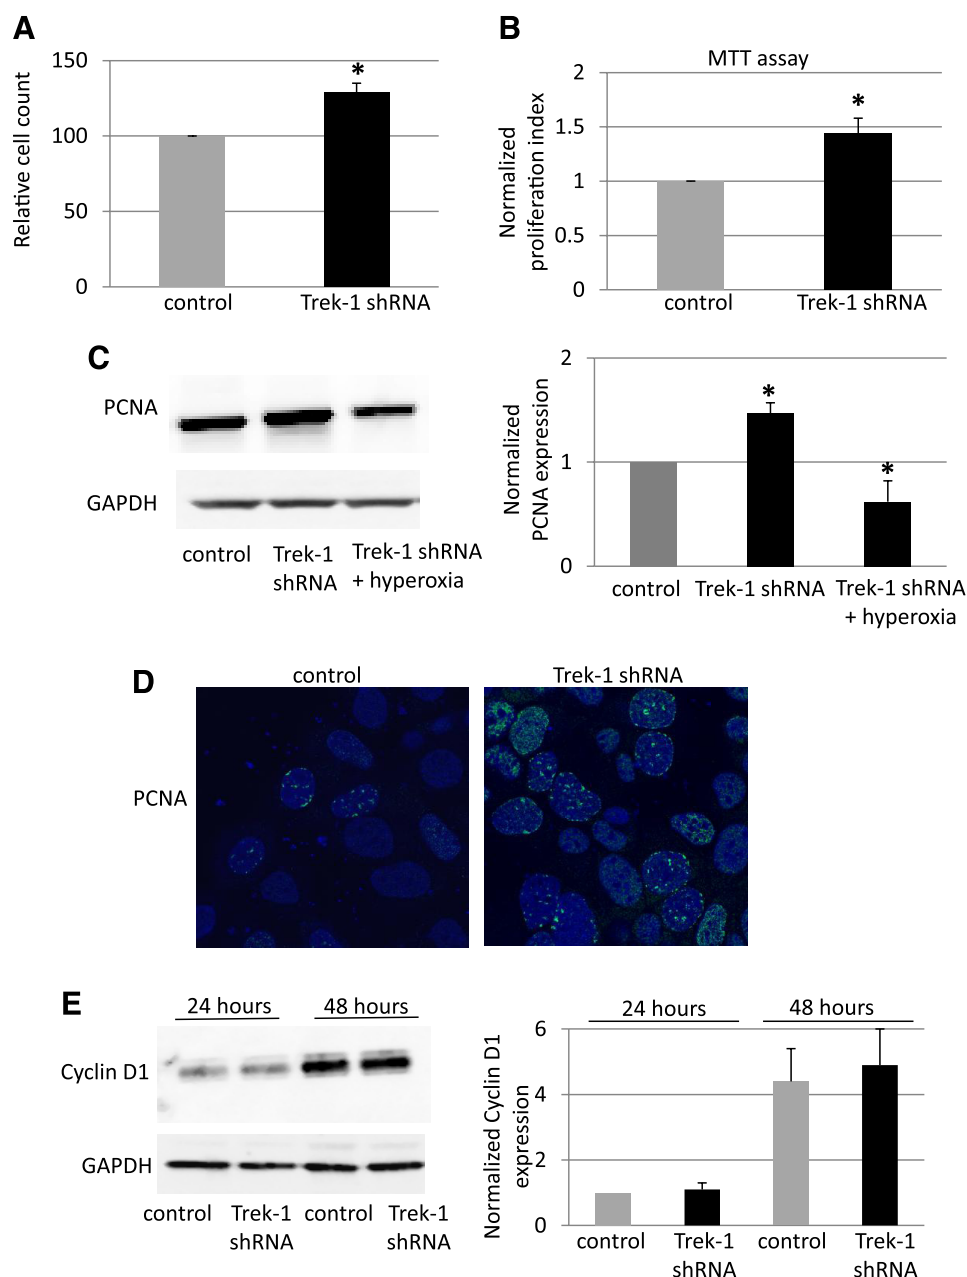 A
Relative cell count
150
100
50
0
*
control
Trek-1 shRNA
B
MTT assay
Normalized
proliferation index
2
1.5
1
0.5
0
*
control
Trek-1 shRNA
C
PCNA
GAPDH
control
Trek-1
shRNA
Trek-1 shRNA
+ hyperoxia
Normalized
PCNA expression
2
1
0
*
*
control
Trek-1 shRNA
Trek-1 shRNA
+ hyperoxia
D
control
Trek-1 shRNA
PCNA
E
24 hours
48 hours
Cyclin D1
GAPDH
control
Trek-1
shRNA
control
Trek-1
shRNA
Normalized Cyclin D1
expression
24 hours
48 hours
6
4
2
0
control
Trek-1
shRNA
control
Trek-1
shRNA